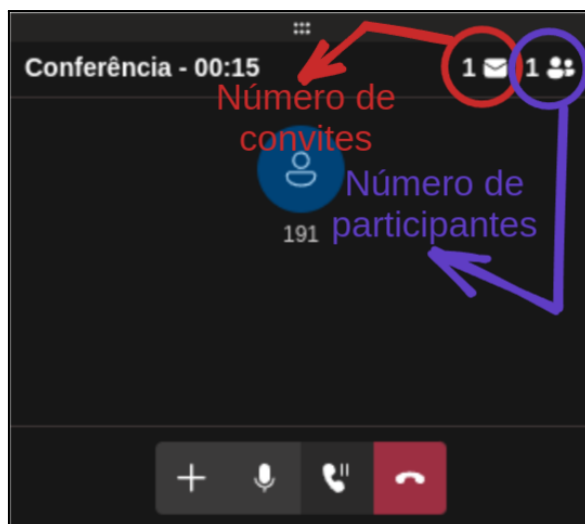 Conferência - 00:15 1 1
Número de
convites
Número de
191 participantes